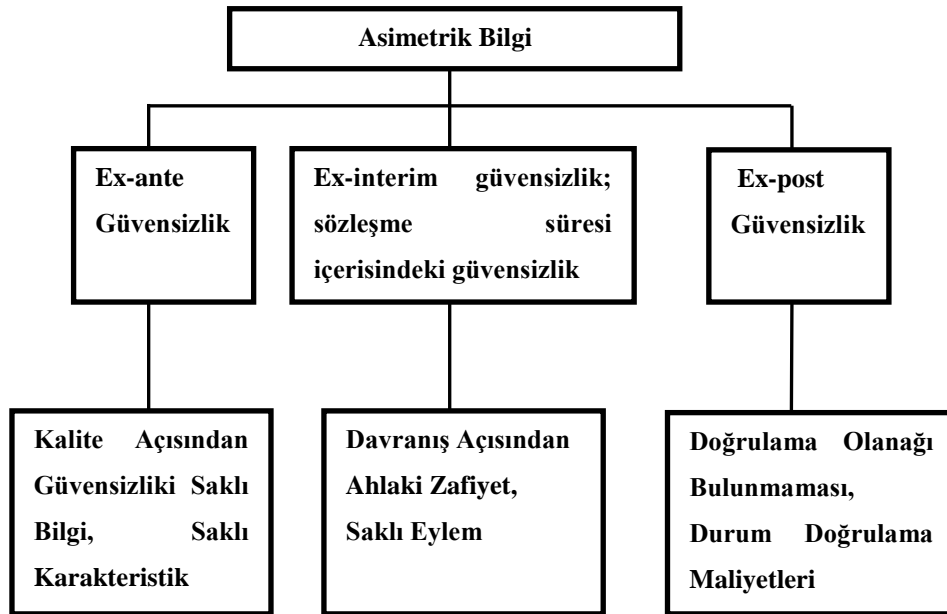 Asimetrik Bilgi
Ex-ante
Güvensizlik
Ex-interim güvensizlik;
sözleşme süresi
içerisindeki güvensizlik
Ex-post
Güvensizlik
Kalite Açısından
Güvensizliki Saklı
Bilgi, Saklı
Karakteristik
Davranış Açısından
Ahlaki Zafiyet,
Saklı Eylem
Doğrulama Olanağı
Bulunmaması,
Durum Doğrulama
Maliyetleri